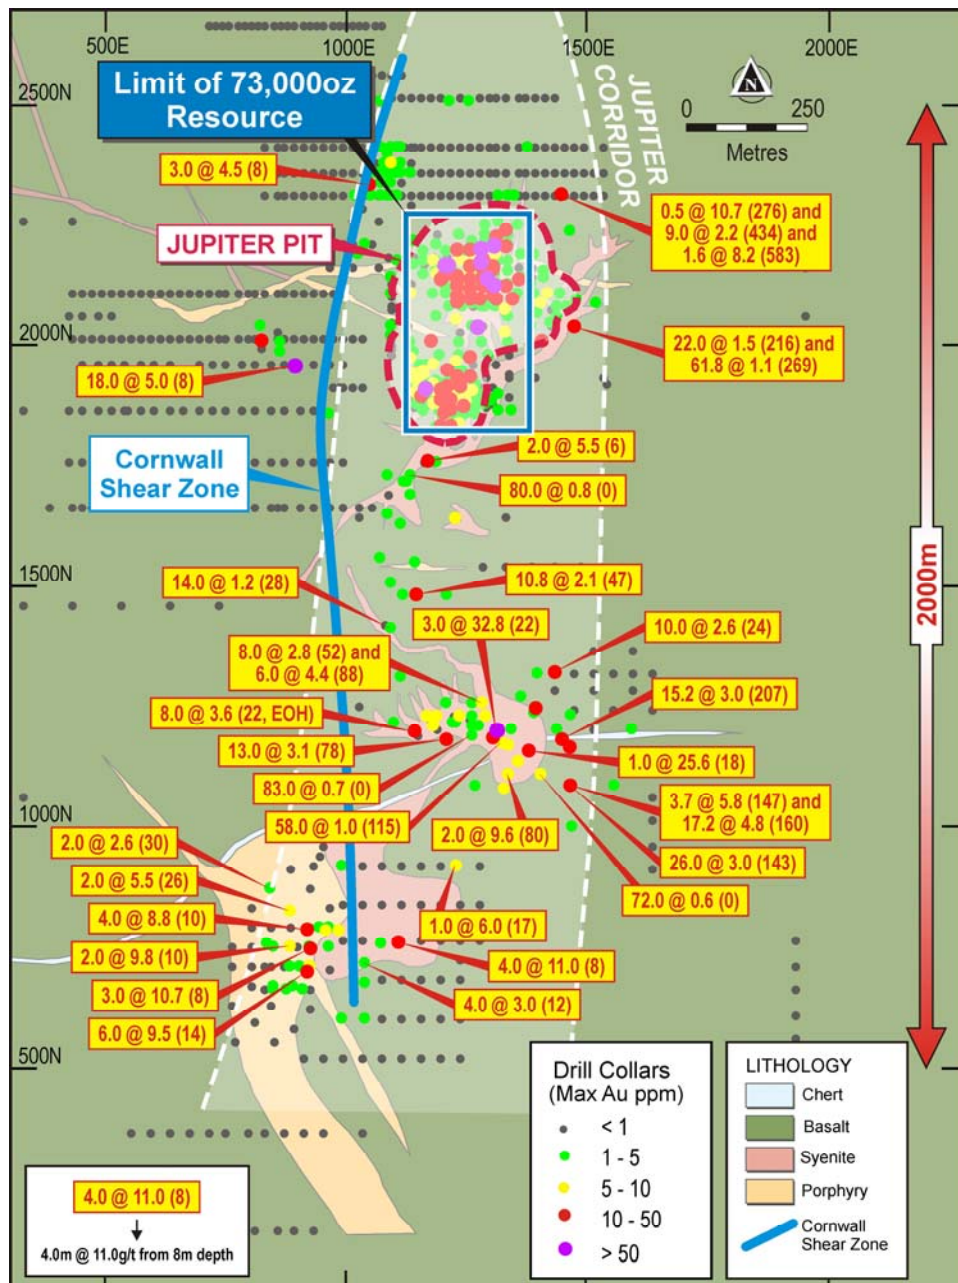 500E
1000E
1500E
2000E
2500N
Limit of 73,000oz
Resource
JUPITER
CORRIDOR
N
0
250
Metres
3.0 @ 4.5 (8)
0.5 @ 10.7 (276) and
9.0 @ 2.2 (434) and
1.6 @ 8.2 (583)
JUPITER PIT
2000N
22.0 @ 1.5 (216) and
61.8 @ 1.1 (269)
18.0 @ 5.0 (8)
Cornwall
Shear Zone
2.0 @ 5.5 (6)
80.0 @ 0.8 (0)
2000m
1500N
14.0 @ 1.2 (28)
10.8 @ 2.1 (47)
3.0 @ 32.8 (22)
10.0 @ 2.6 (24)
8.0 @ 2.8 (52) and
6.0 @ 4.4 (88)
15.2 @ 3.0 (207)
8.0 @ 3.6 (22, EOH)
13.0 @ 3.1 (78)
1.0 @ 25.6 (18)
83.0 @ 0.7 (0)
58.0 @ 1.0 (115)
2.0 @ 9.6 (80)
3.7 @ 5.8 (147) and
17.2 @ 4.8 (160)
1000N
2.0 @ 2.6 (30)
26.0 @ 3.0 (143)
2.0 @ 5.5 (26)
72.0 @ 0.6 (0)
4.0 @ 8.8 (10)
1.0 @ 6.0 (17)
2.0 @ 9.8 (10)
4.0 @ 11.0 (8)
3.0 @ 10.7 (8)
4.0 @ 3.0 (12)
6.0 @ 9.5 (14)
500N
Drill Collars
(Max Au ppm)
< 1
1 - 5
5 - 10
10 - 50
> 50
LITHOLOGY
Chert
Basalt
Syenite
Porphyry
Cornwall
Shear Zone
4.0 @ 11.0 (8)
4.0m @ 11.0g/t from 8m depth